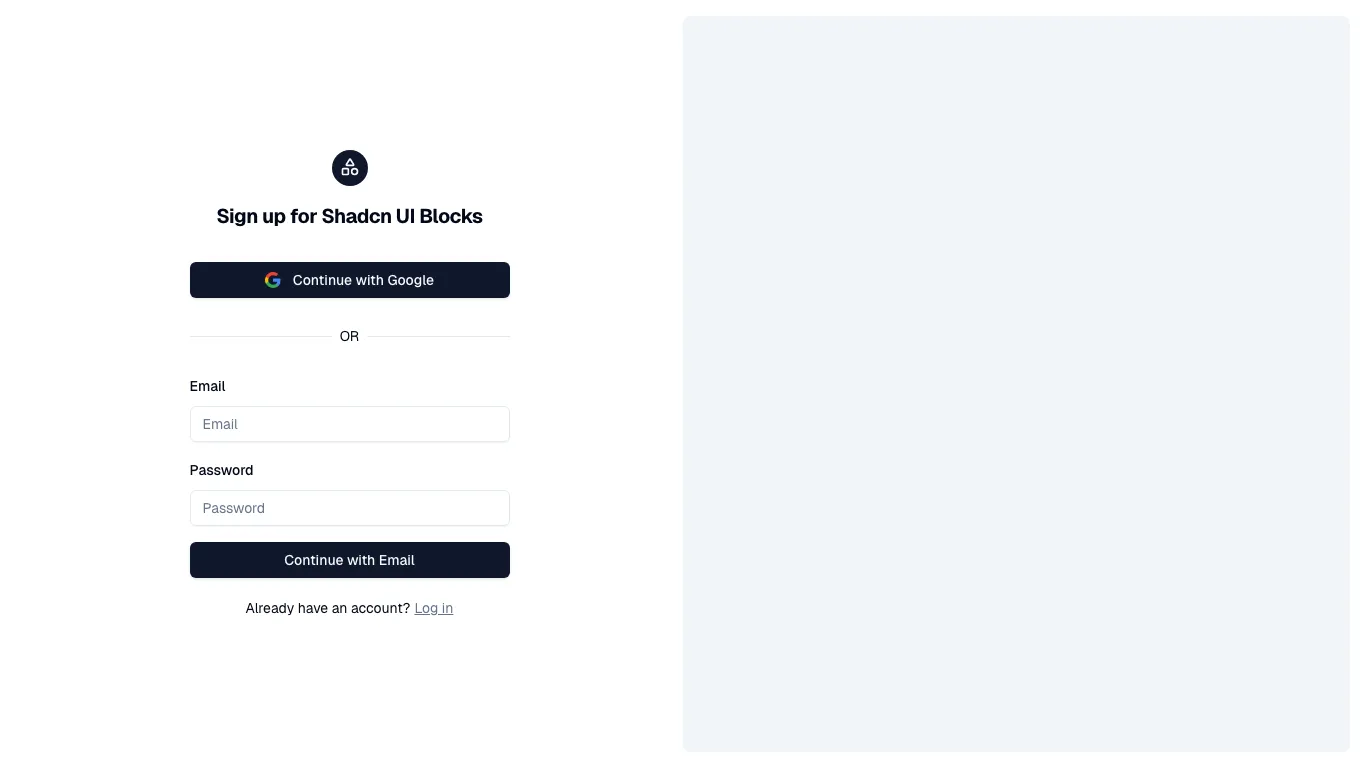 Sign up for Shadcn UI Blocks
Continue with Google
OR
Email
Email
Password
Password
Continue with Email
Already have an account? Log in